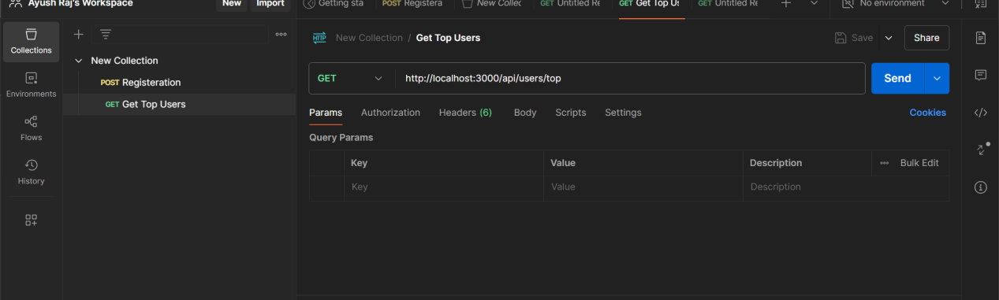 Ayush Raj's Workspace New Import
Getting sta POST Registera New Collec GET Untitled Re GET Get Top Us GET Untitled Re No environment
Collections
Environments
Flows
History
New Collection
POST Registeration
GET Get Top Users
HTTP New Collection / Get Top Users Save Share
GET http://localhost:3000/api/users/top Send
Params Authorization Headers (6) Body Scripts Settings Cookies
Query Params
Key Value Description Bulk Edit
Key Value Description